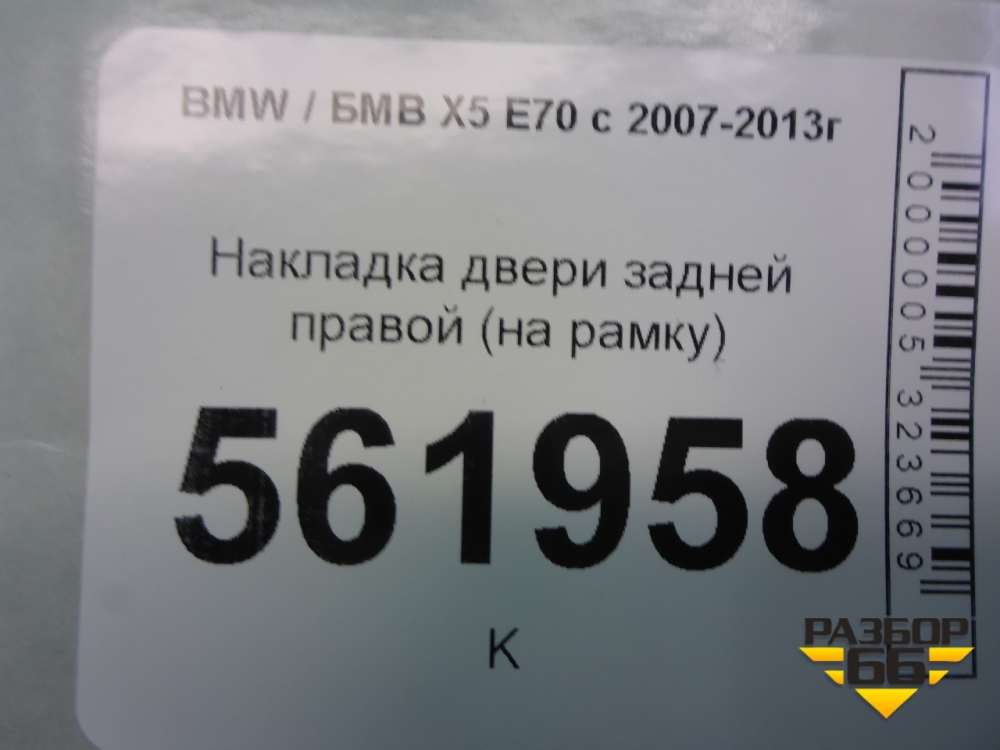 BMW / БМВ X5 E70 с 2007-2013г
Накладка двери задней
правой (на рамку)
561958
К
2000005323669
РАЗБОР
66